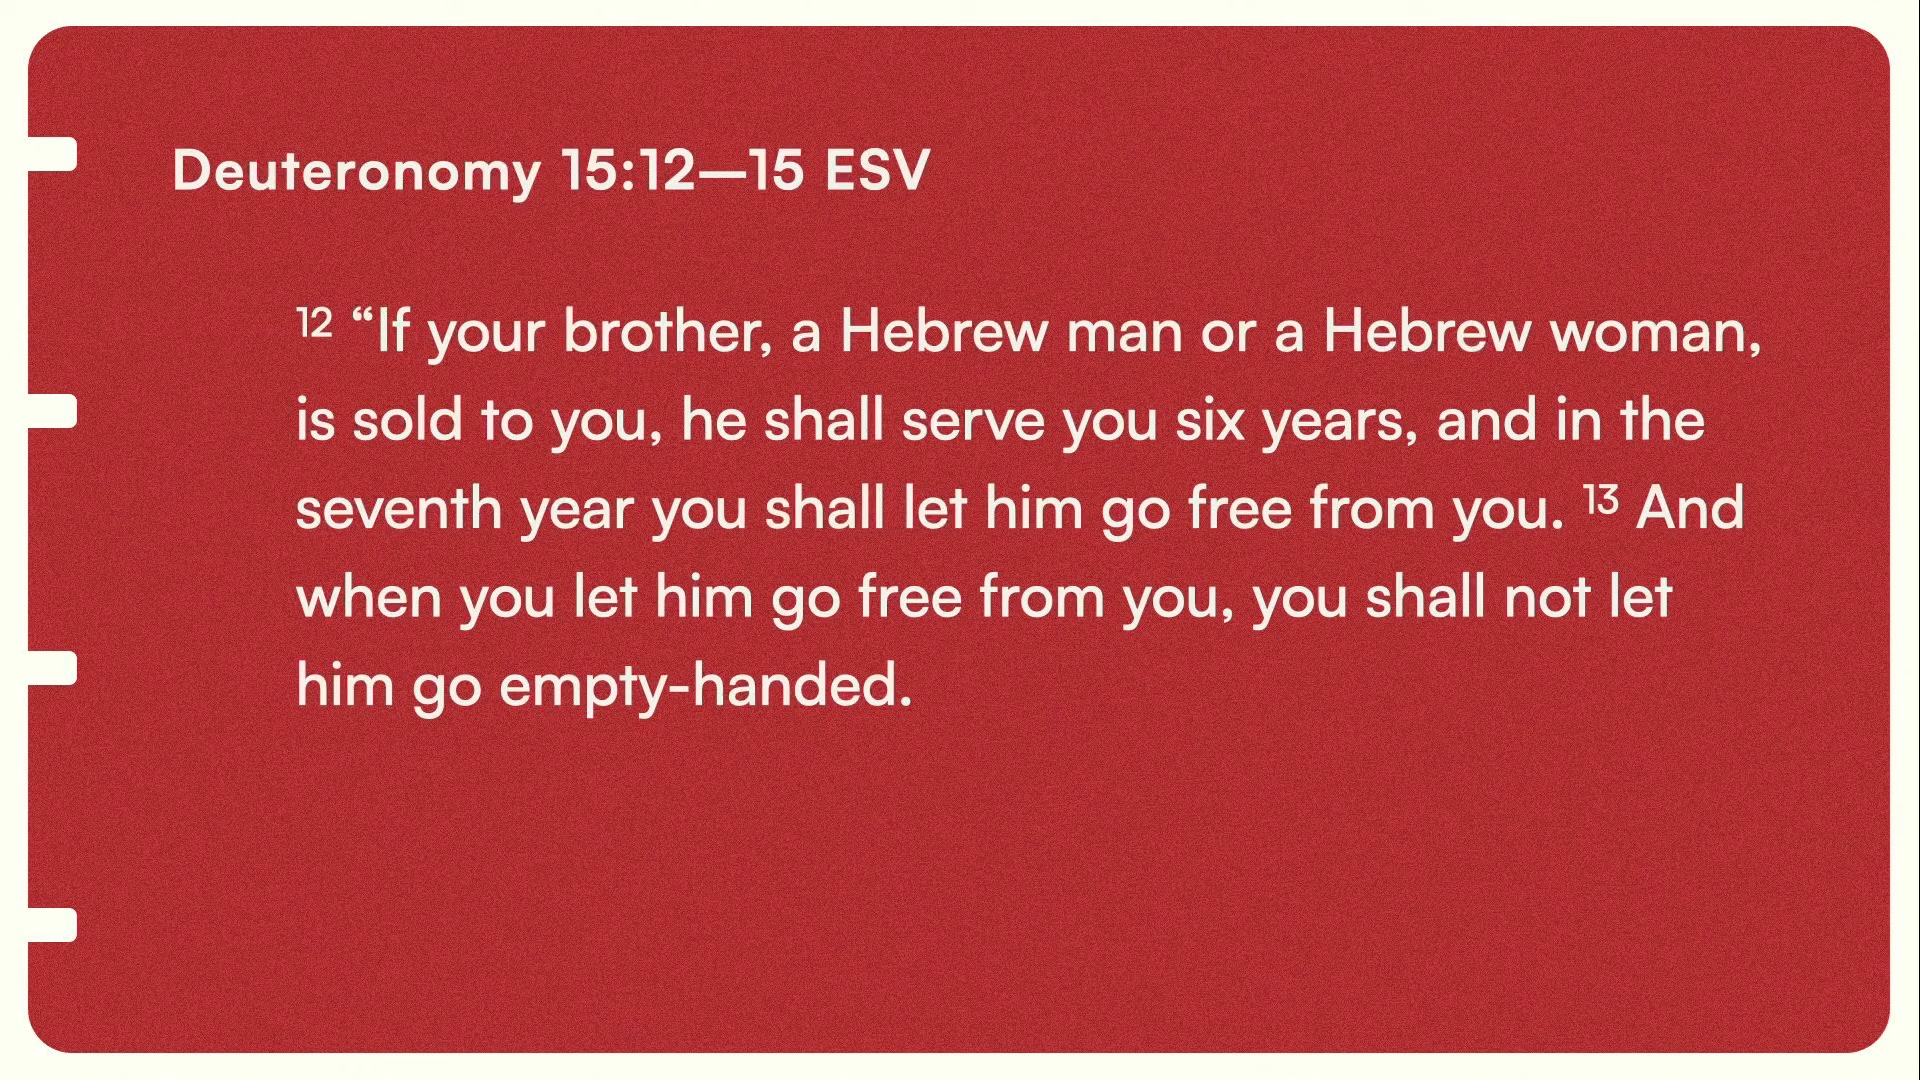 Deuteronomy 15:12—15 ESV
¹² “If your brother, a Hebrew man or a Hebrew woman,
is sold to you, he shall serve you six years, and in the
seventh year you shall let him go free from you. ¹³ And
when you let him go free from you, you shall not let
him go empty-handed.